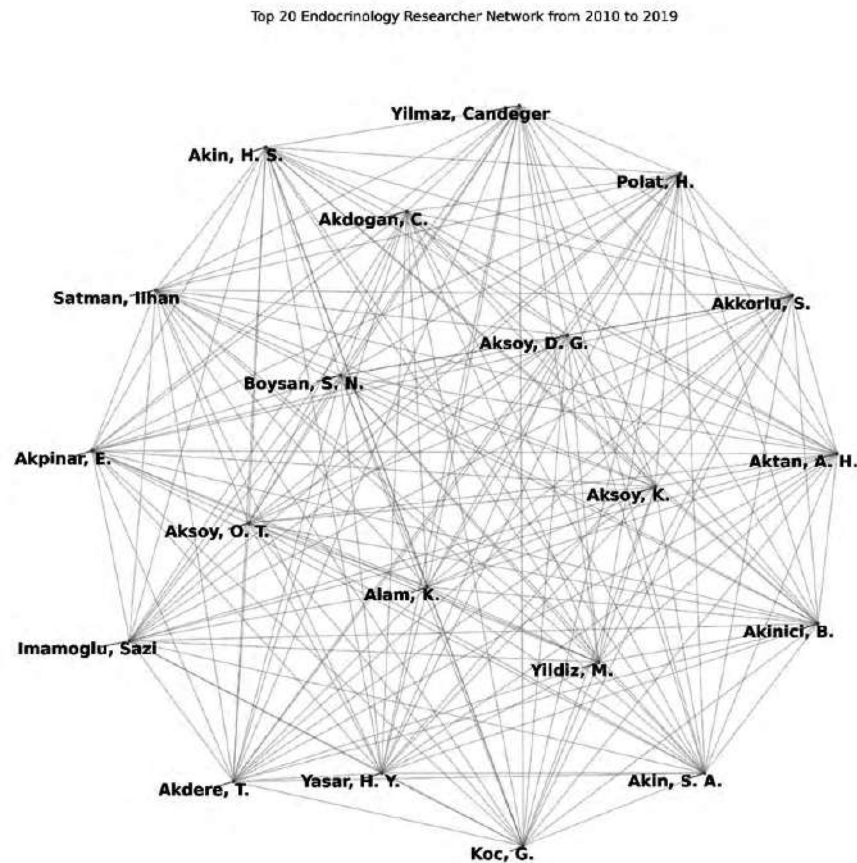 Top 20 Endocrinology Researcher Network from 2010 to 2019
Yilmaz, Candeger
Akin, H. S.
Polat, H.
Akdogan, C.
Satman, Ilhan
Akkorlu, S.
Aksoy, D. G.
Boysan, S. N.
Akpinar, E.
Aktan, A. H.
Aksoy, K.
Aksoy, O. T.
Alam, K.
Akinici, B.
Imamoglu, Sazi
Yildiz, M.
Akdere, T.
Yasar, H. Y.
Akin, S. A.
Koc, G.